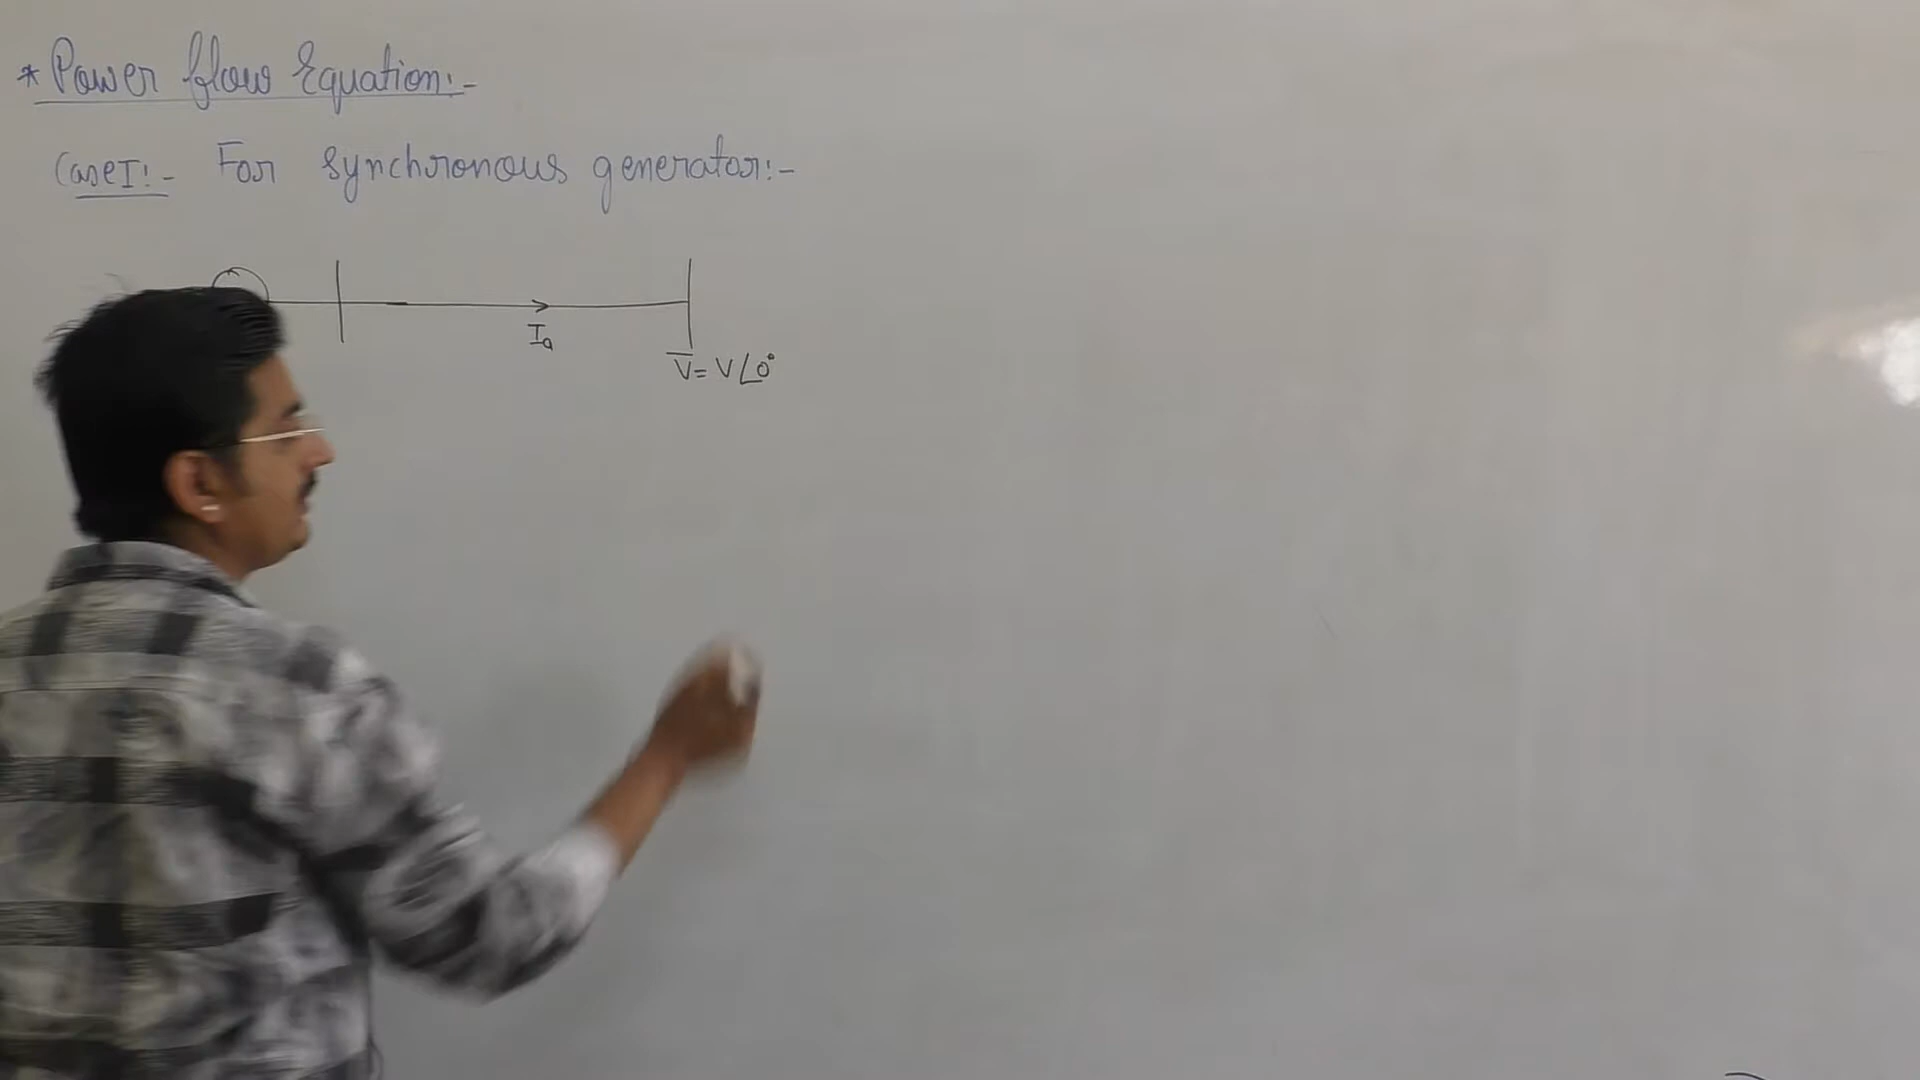 * Power flow Equation:-
Case I:- For synchronous generator:-
Ia
V̅ = V∠0°